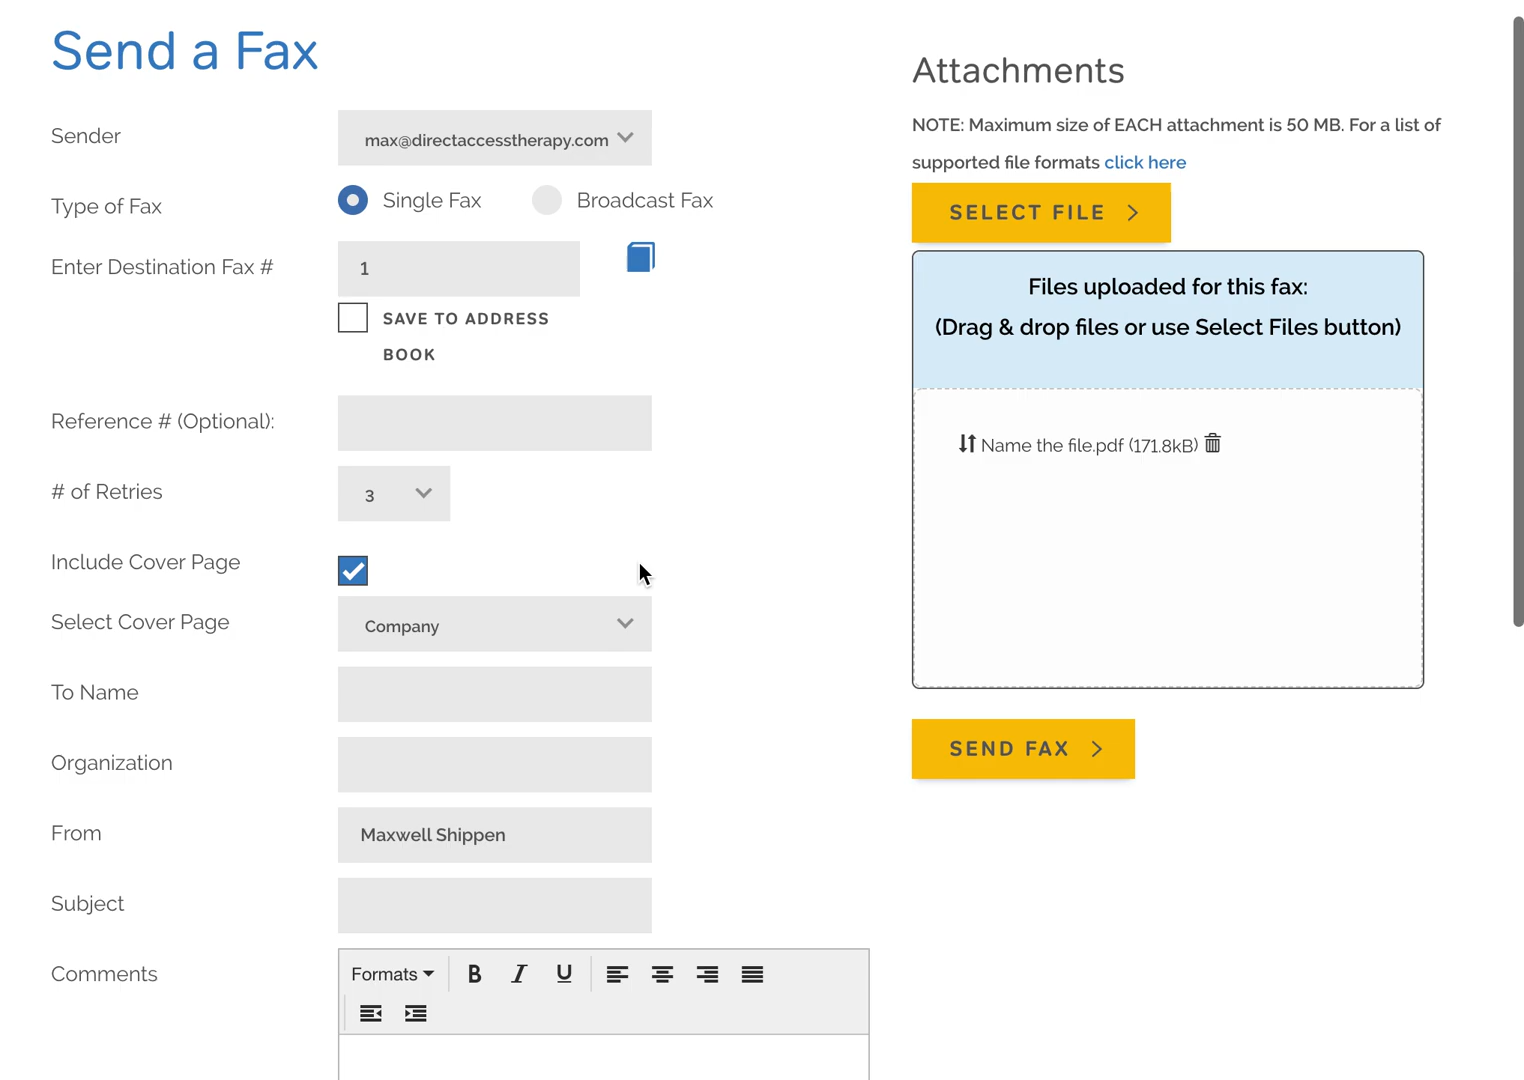 Send a Fax
Sender
max@directaccesstherapy.com
Type of Fax
Single Fax
Broadcast Fax
Enter Destination Fax #
1
SAVE TO ADDRESS
BOOK
Reference # (Optional):
# of Retries
3
Include Cover Page
Select Cover Page
Company
To Name
Organization
From
Maxwell Shippen
Subject
Comments
Formats
B I U
Attachments
NOTE: Maximum size of EACH attachment is 50 MB. For a list of
supported file formats click here
SELECT FILE >
Files uploaded for this fax:
(Drag & drop files or use Select Files button)
Name the file.pdf (171.8kB)
SEND FAX >